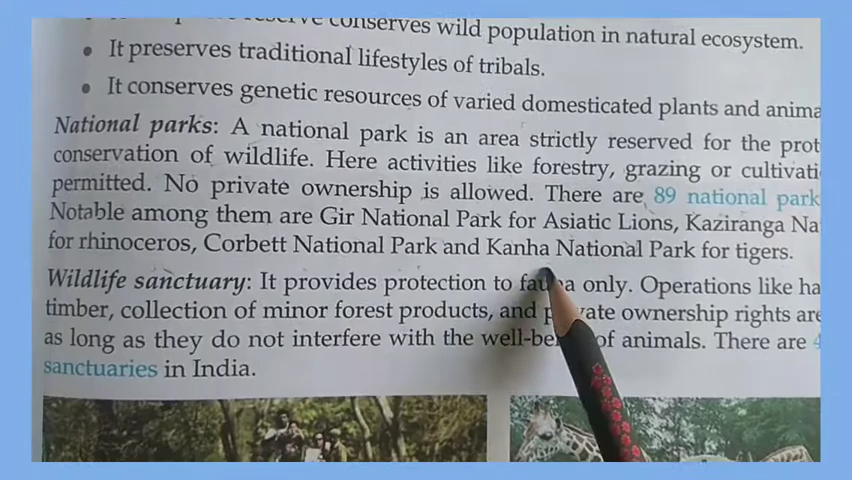 conserves wild population in natural ecosystem.
• It preserves traditional lifestyles of tribals.
• It conserves genetic resources of varied domesticated plants and anima
National parks: A national park is an area strictly reserved for the prot
conservation of wildlife. Here activities like forestry, grazing or cultivati
permitted. No private ownership is allowed. There are 89 national park
Notable among them are Gir National Park for Asiatic Lions, Kaziranga Na
for rhinoceros, Corbett National Park and Kanha National Park for tigers.
Wildlife sanctuary: It provides protection to fauna only. Operations like ha
timber, collection of minor forest products, and private ownership rights are
as long as they do not interfere with the well-being of animals. There are 4
sanctuaries in India.